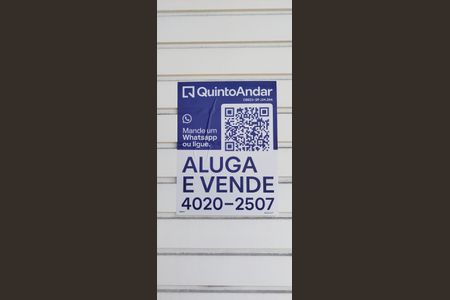 QuintoAndar
Mande um
Whatsapp
ou ligue.
ALUGA
E VENDE
4020-2507